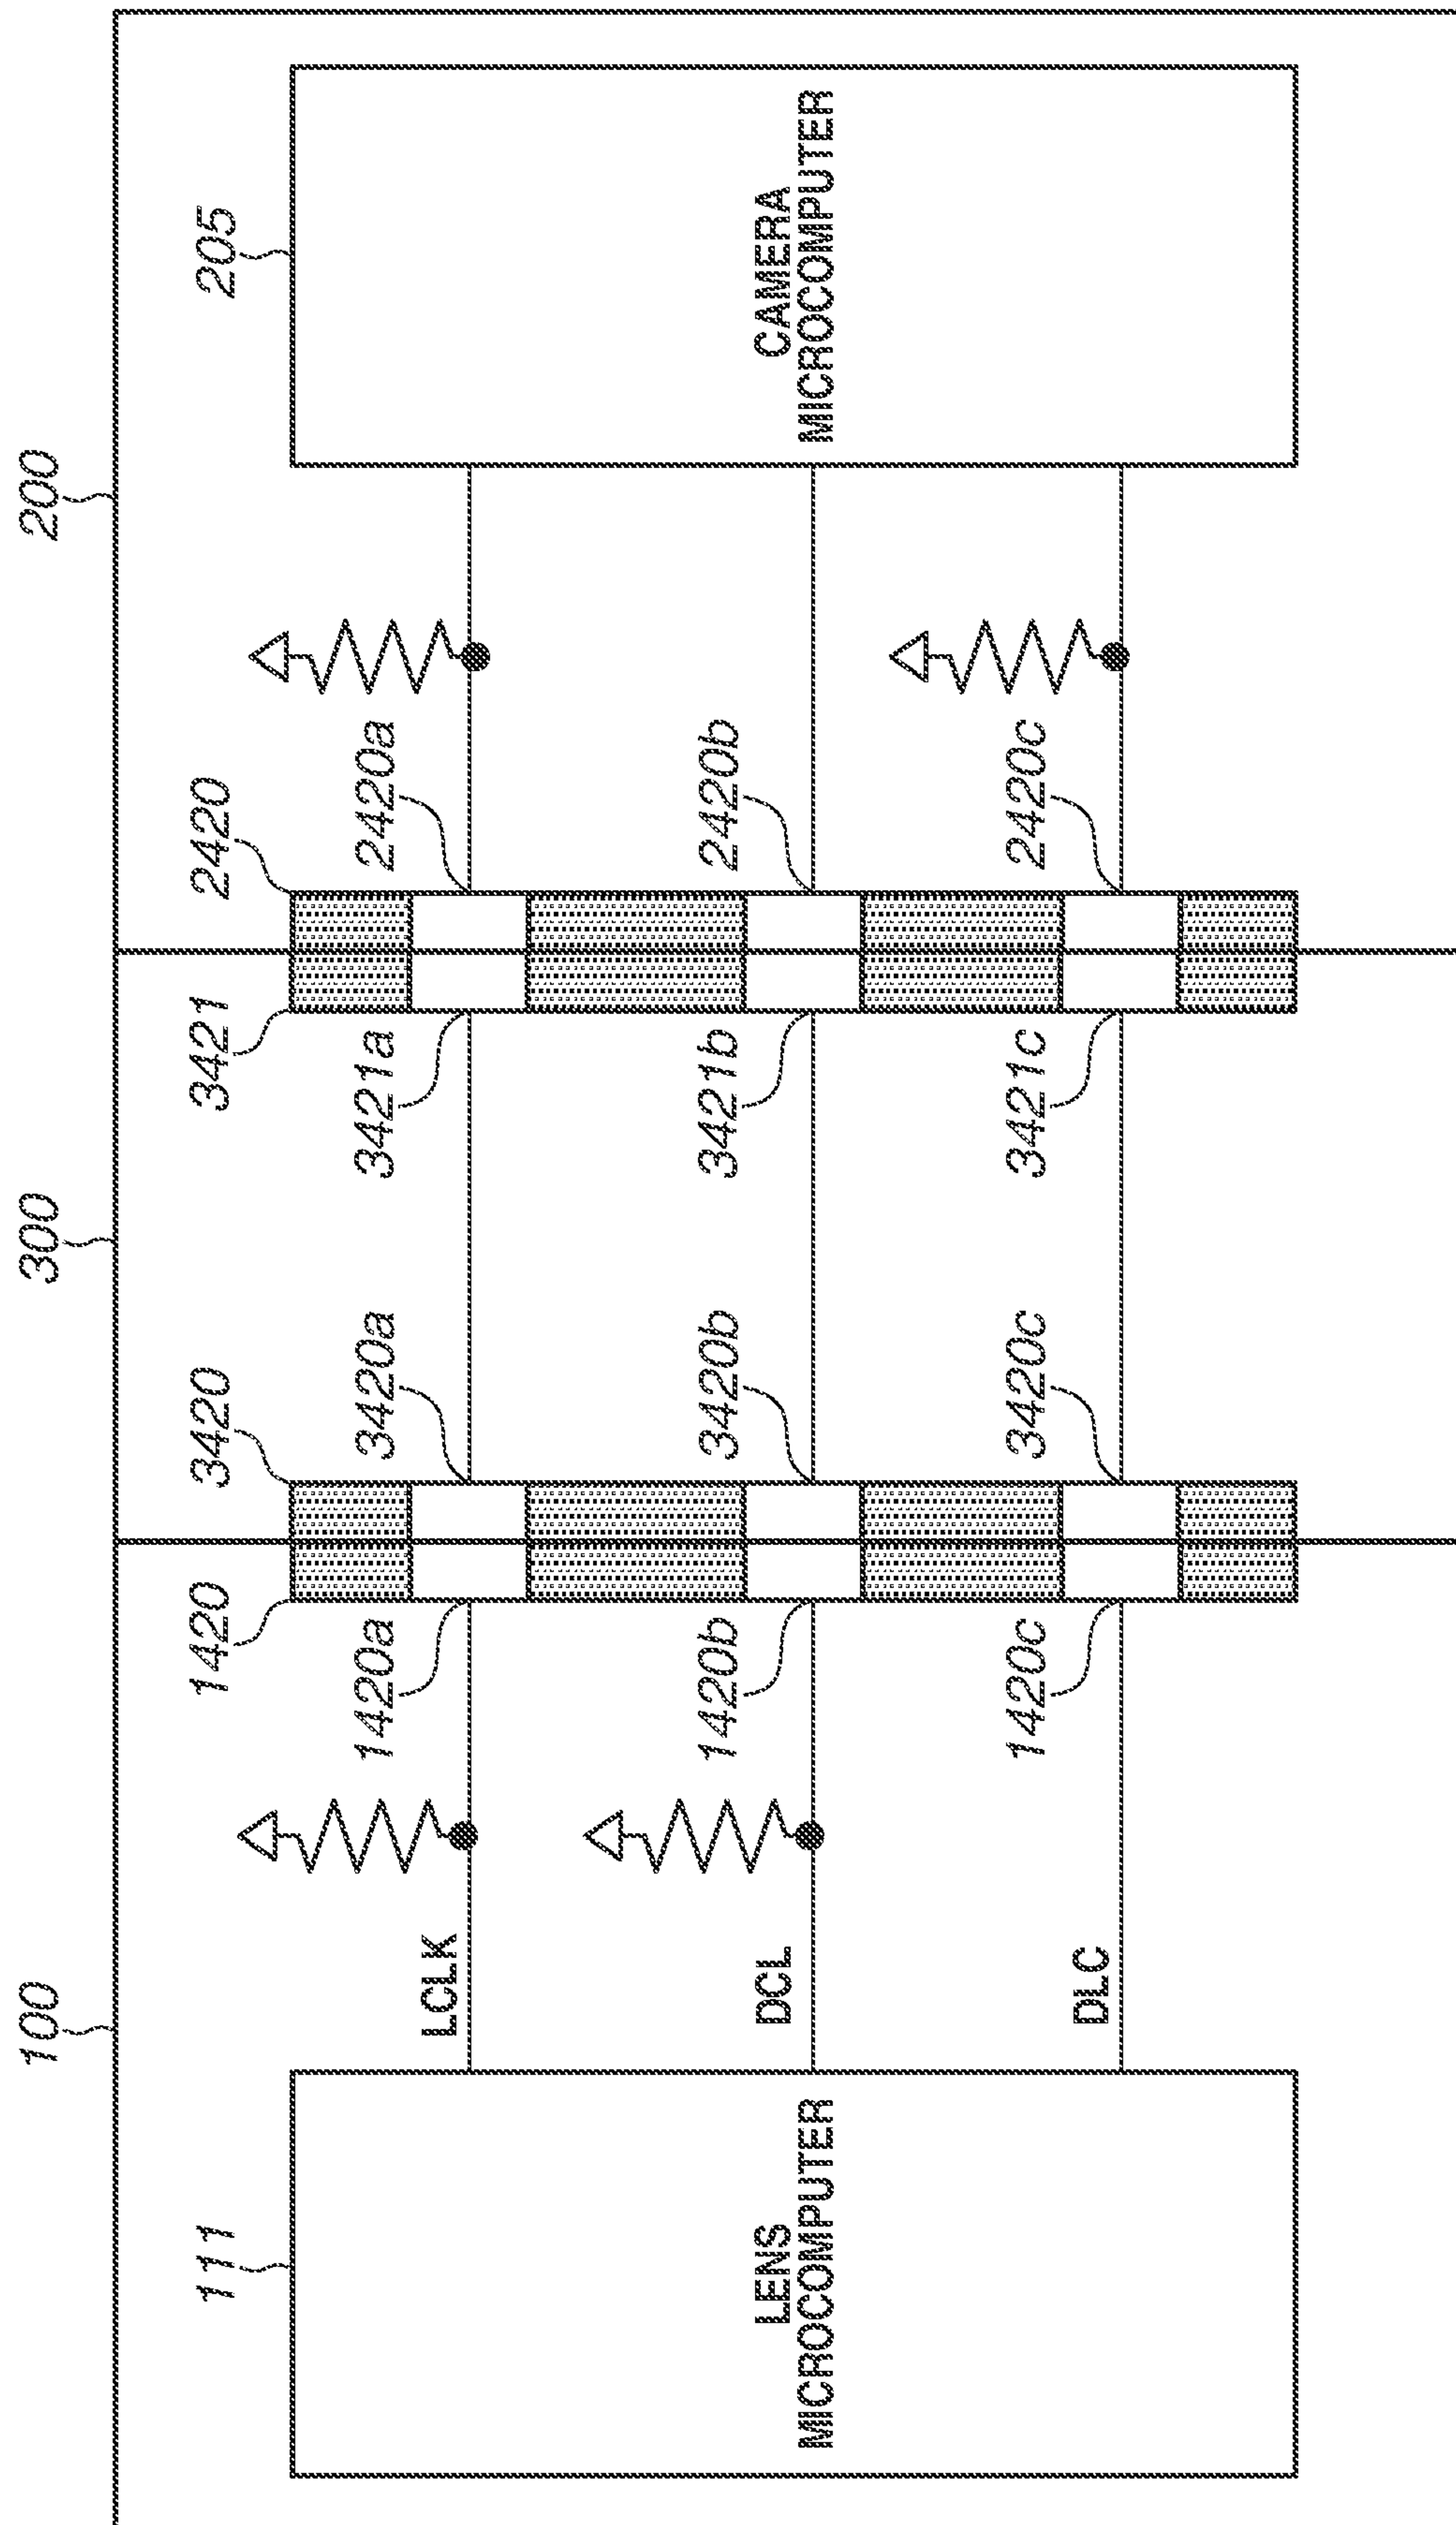 100
300
200
111
1420
3420
3421
2420
205
LCLK
1420a
3420a
3421a
2420a
LENS
MICROCOMPUTER
DCL
1420b
3420b
3421b
2420b
CAMERA
MICROCOMPUTER
DLC
1420c
3420c
3421c
2420c